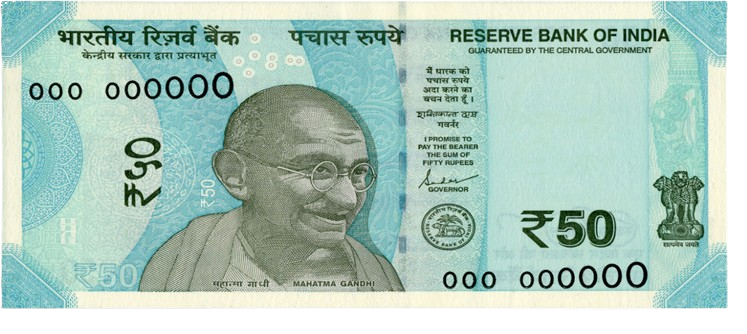 भारतीय रिज़र्व बैंक
केन्द्रीय सरकार द्वारा प्रत्याभूत
पचास रुपये
RESERVE BANK OF INDIA
GUARANTEED BY THE CENTRAL GOVERNMENT
000 000000
मैं धारक को
पचास रुपये
अदा करने का
वचन देता हूँ ।
गवर्नर
I PROMISE TO
PAY THE BEARER
THE SUM OF
FIFTY RUPEES
GOVERNOR
₹५०
₹50
₹50
महात्मा गांधी
MAHATMA GANDHI
भारतीय रिज़र्व बैंक
RESERVE BANK OF INDIA
₹50
सत्यमेव जयते
000 000000